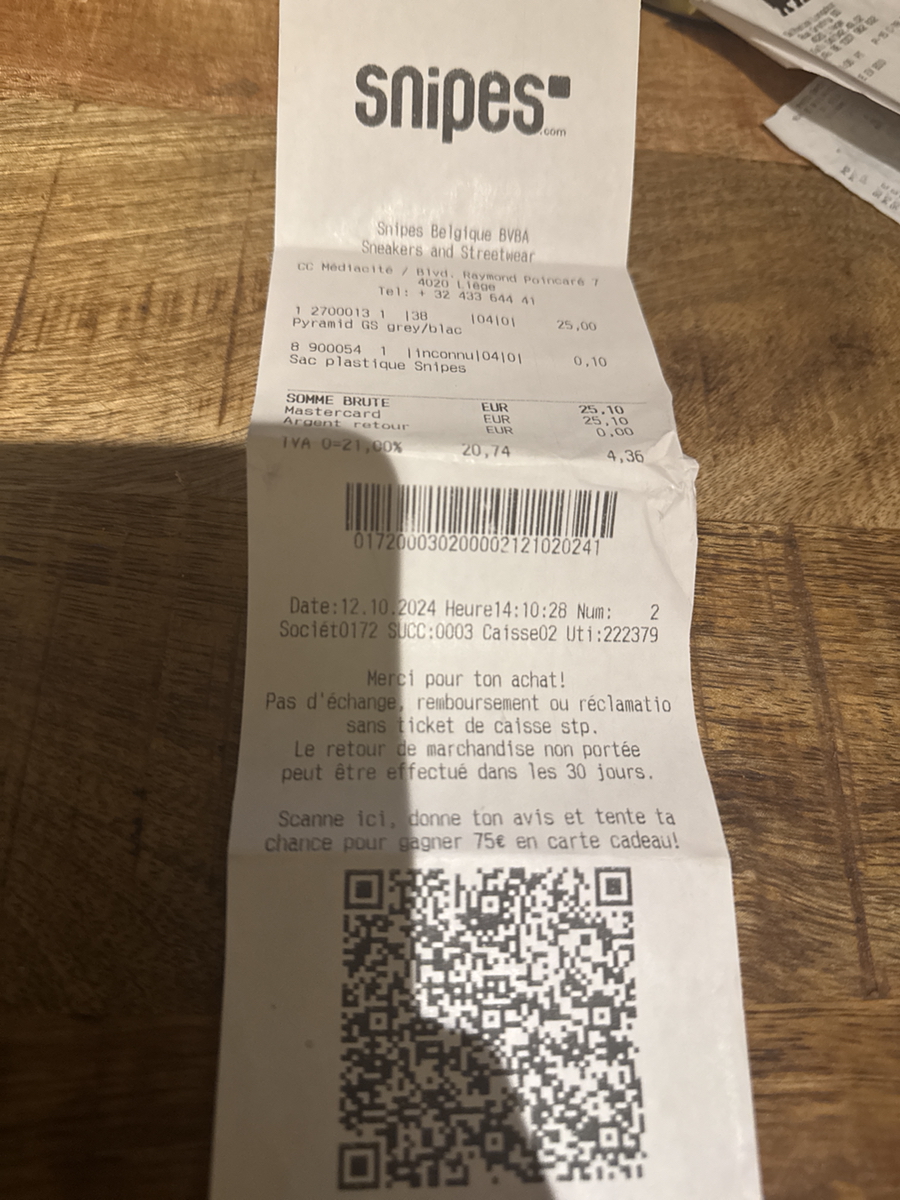 snipes
.com
Snipes Belgique BVBA
Sneakers and Streetwear
CC Médiacité / Blvd. Raymond Poincaré 7
4020 Liège
Tel: + 32 433 644 41
1 2700013 1 |38 |04|0| 25,00
Pyramid GS grey/blac
8 900054 1 |inconnu|04|0| 0,10
Sac plastique Snipes
SOMME BRUTE EUR 25,10
Mastercard EUR 25,10
Argent retour EUR 0,00
IVA 0=21,00% 20,74 4,36
017200030200002121020241
Date:12.10.2024 Heure14:10:28 Num: 2
Sociét0172 SUCC:0003 Caisse02 Uti:222379
Merci pour ton achat!
Pas d'échange, remboursement ou réclamatio
sans ticket de caisse stp.
Le retour de marchandise non portée
peut être effectué dans les 30 jours.
Scanne ici, donne ton avis et tente ta
chance pour gagner 75€ en carte cadeau!